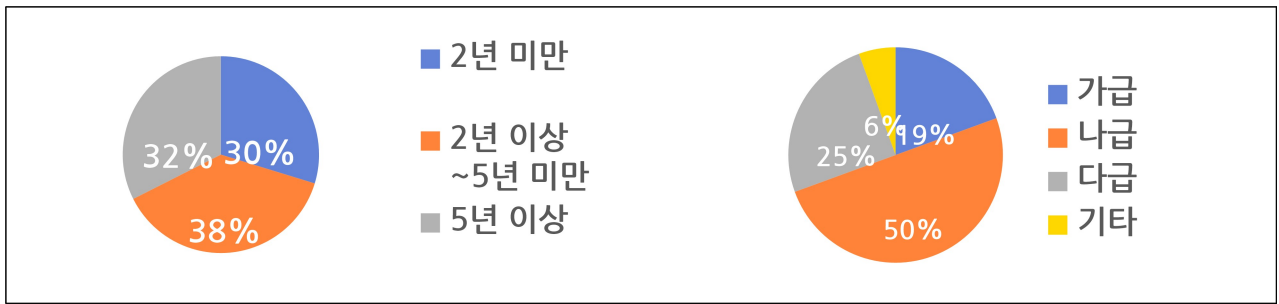 2년 미만
2년 이상
~5년 미만
5년 이상
32%
30%
38%
가급
나급
다급
기타
6%
19%
25%
50%